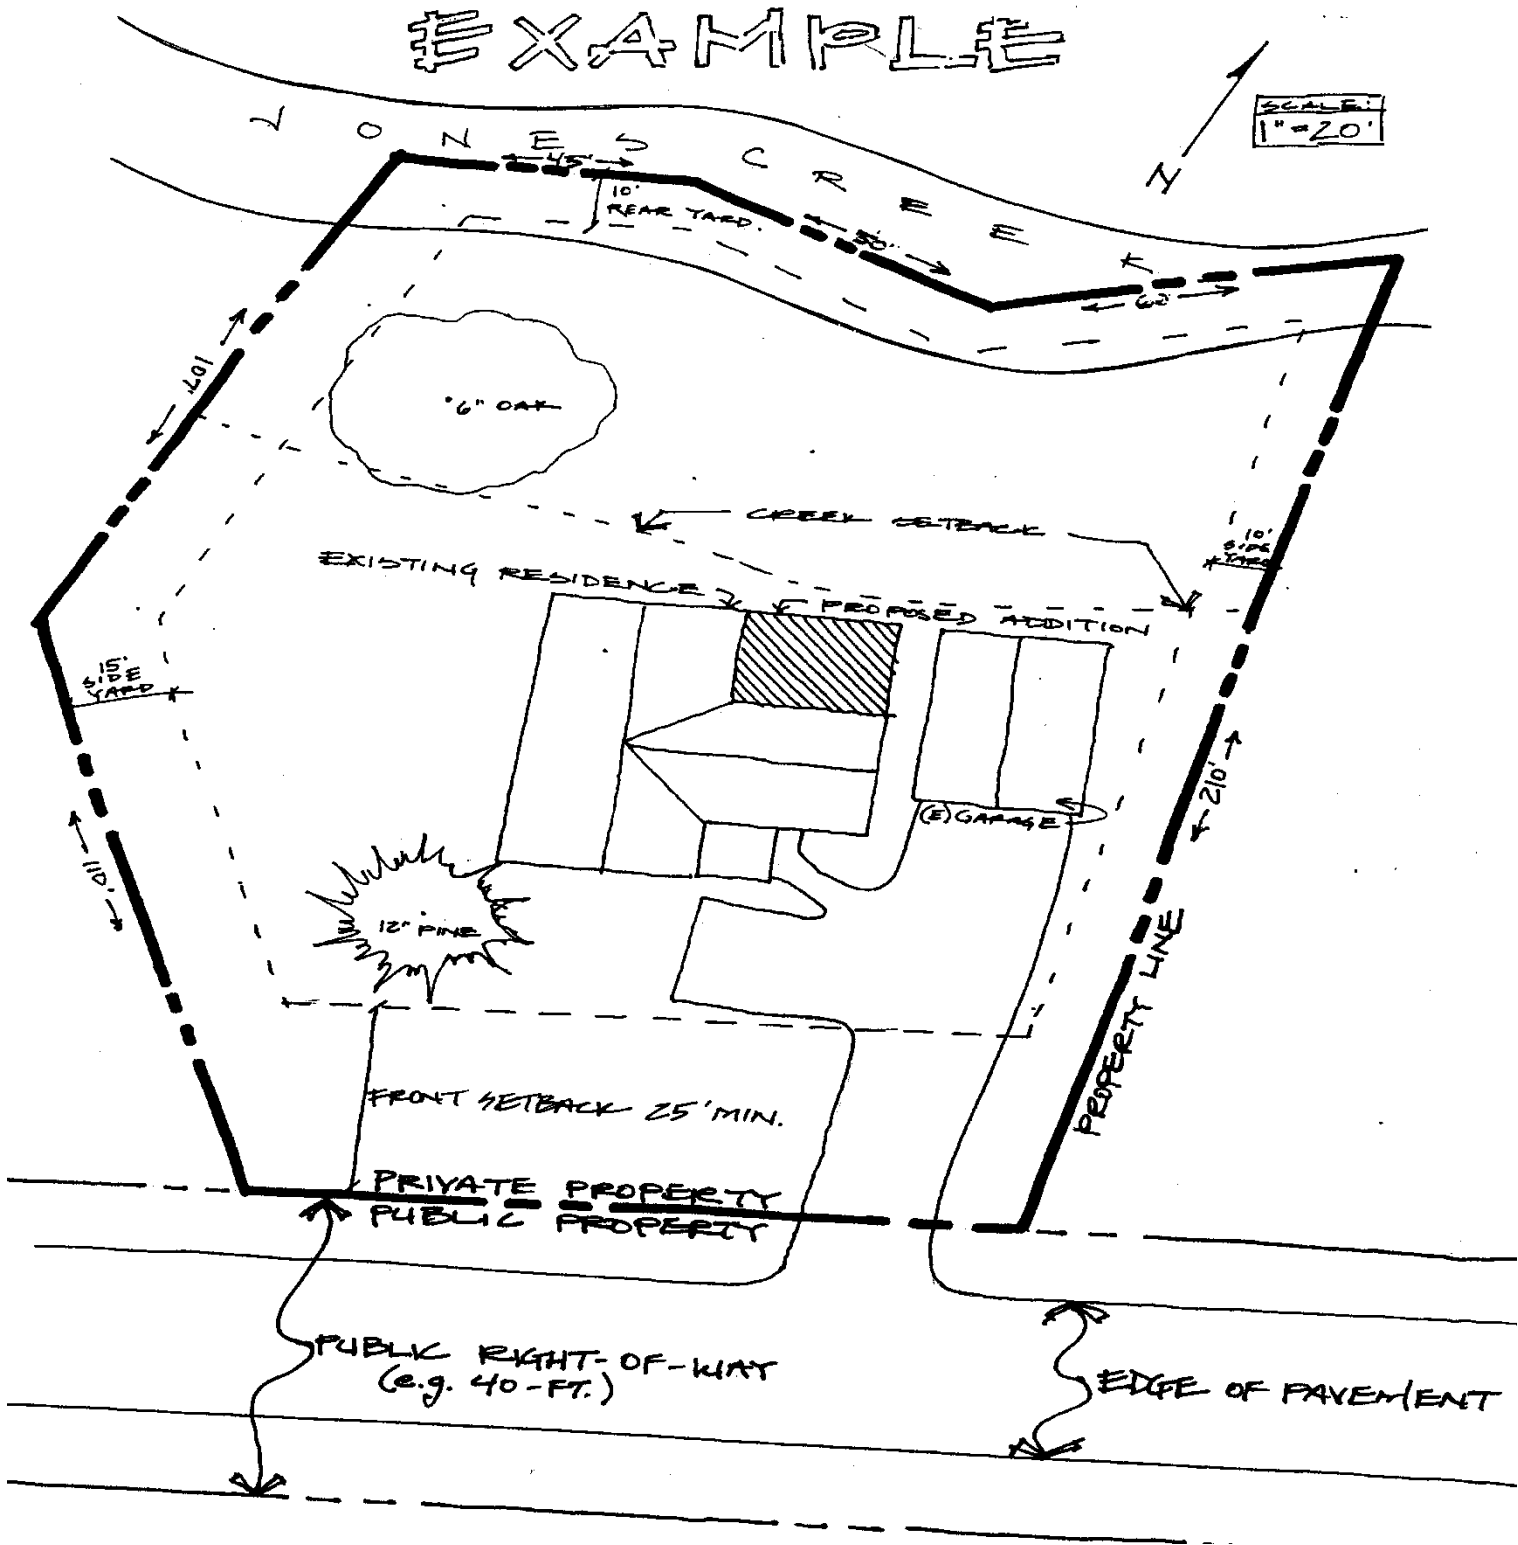 EXAMPLE
N
SCALE:
1"=20'
JONES CREEK
45'
10'
REAR YARD.
50'
62'
107'
6" OAK
CREEK SETBACK
10'
SIDE
YARD
EXISTING RESIDENCE
PROPOSED ADDITION
15'
SIDE
YARD
210'
(E) GARAGE
110'
12" PINE
PROPERTY LINE
FRONT SETBACK 25' MIN.
PRIVATE PROPERTY
PUBLIC PROPERTY
PUBLIC RIGHT-OF-WAY
(e.g. 40-FT.)
EDGE OF PAVEMENT